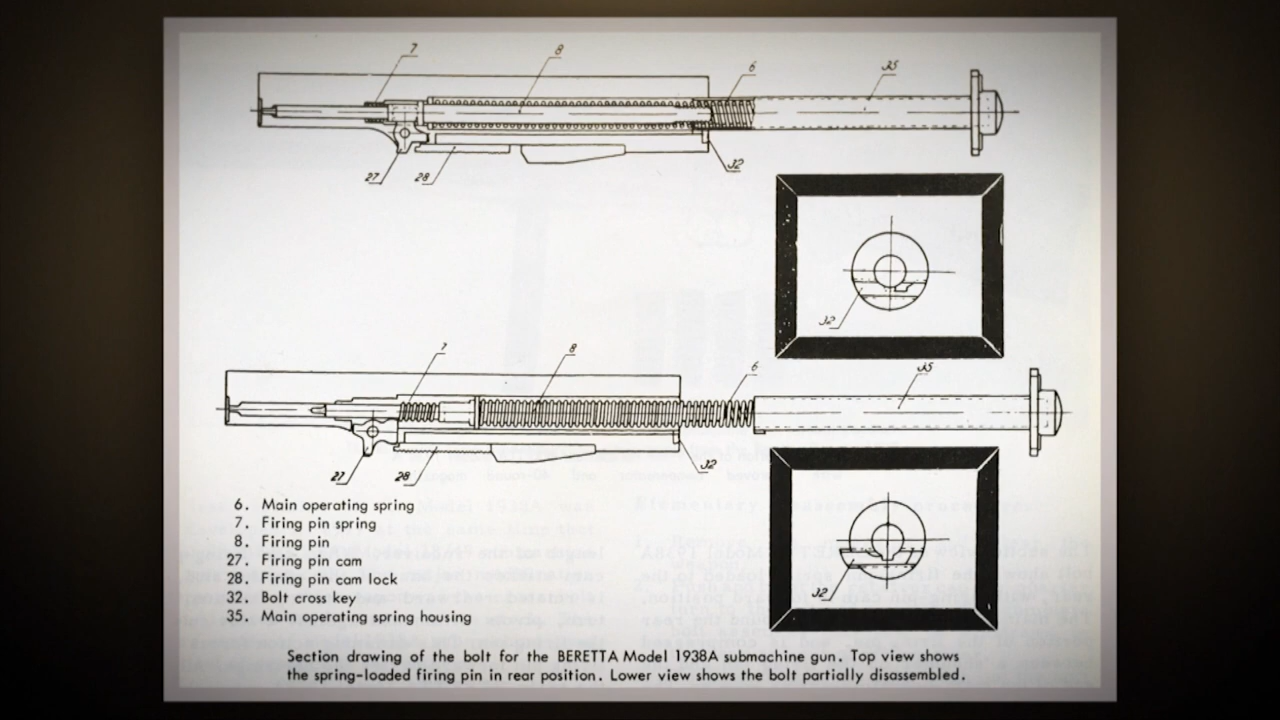 7
8
6
35
27
28
32
32
7
8
6
35
27
28
32
32
6. Main operating spring
7. Firing pin spring
8. Firing pin
27. Firing pin cam
28. Firing pin cam lock
32. Bolt cross key
35. Main operating spring housing
Section drawing of the bolt for the BERETTA Model 1938A submachine gun. Top view shows
the spring-loaded firing pin in rear position. Lower view shows the bolt partially disassembled.